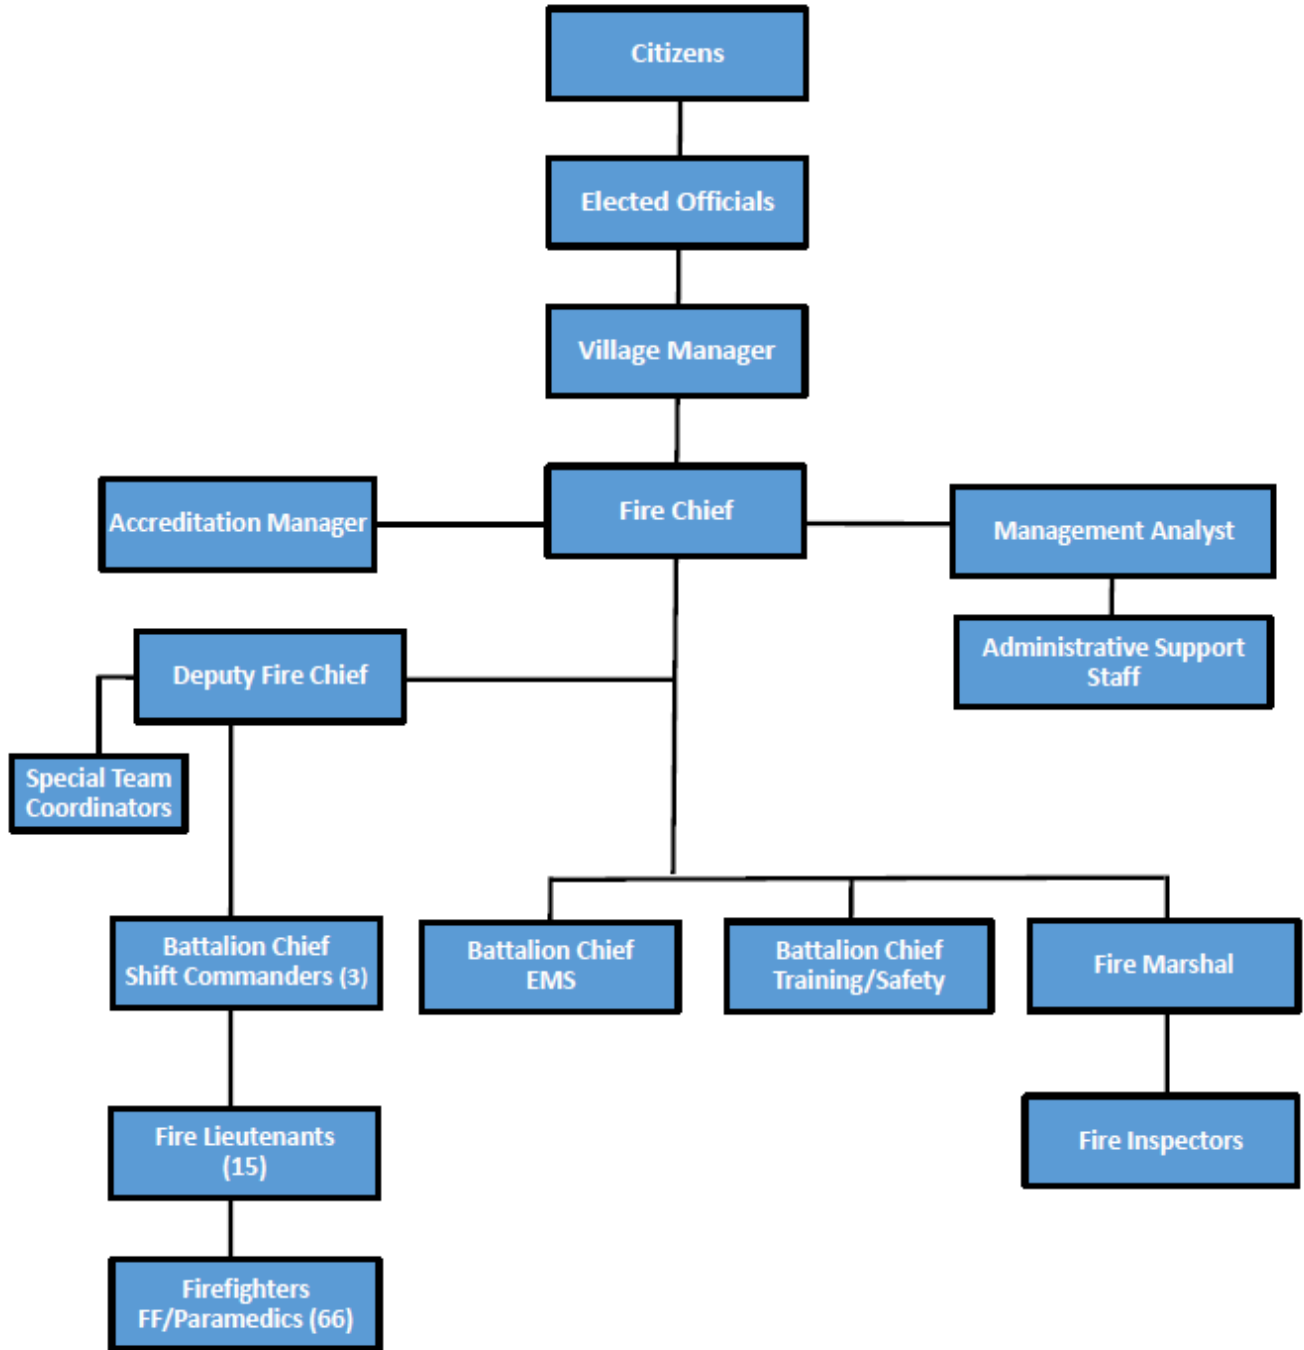 Citizens
Elected Officials
Village Manager
Fire Chief
Accreditation Manager
Management Analyst
Administrative Support
Staff
Deputy Fire Chief
Special Team
Coordinators
Battalion Chief
Shift Commanders (3)
Battalion Chief
EMS
Battalion Chief
Training/Safety
Fire Marshal
Fire Lieutenants
(15)
Fire Inspectors
Firefighters
FF/Paramedics (66)